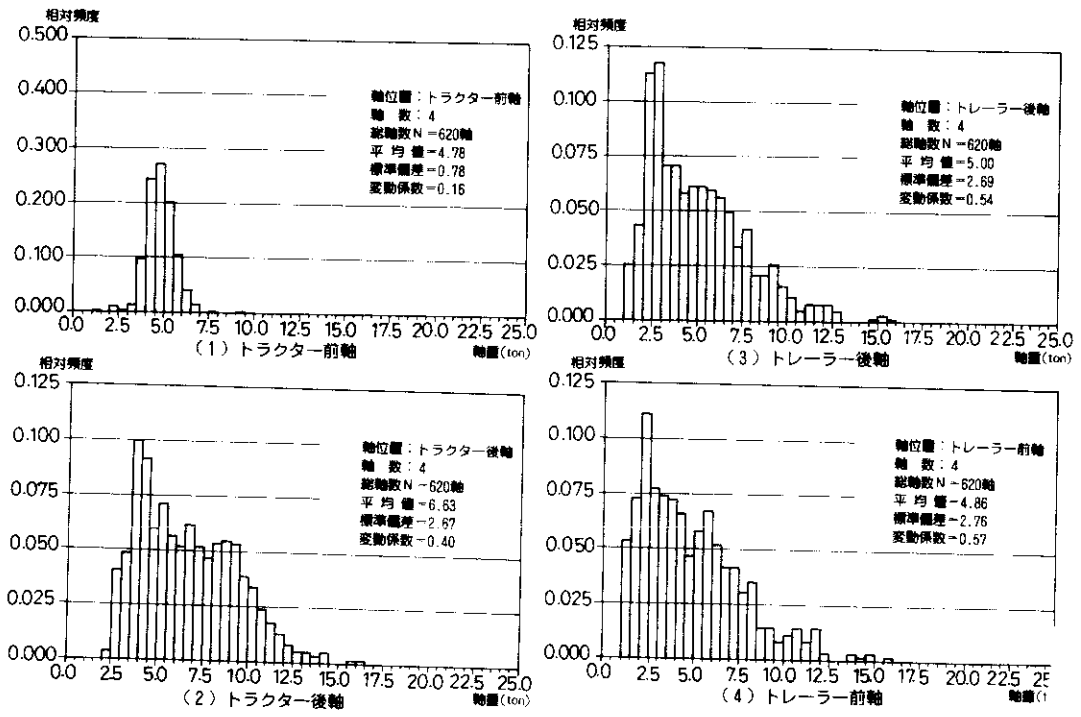 相対頻度
0.500
0.400
0.300
0.200
0.100
0.000
0.0 2.5 5.0 7.5 10.0 12.5 15.0 17.5 20.0 22.5 25.0
軸位置：トラクター前軸
軸　数：4
総軸数N＝620軸
平 均 値＝4.78
標準偏差＝0.78
変動係数＝0.16
（1）トラクター前軸
軸重(ton)
相対頻度
0.125
0.100
0.075
0.050
0.025
0.000
0.0 2.5 5.0 7.5 10.0 12.5 15.0 17.5 20.0 22.5 25.0
軸位置：トレーラー後軸
軸　数：4
総軸数N＝620軸
平 均 値＝5.00
標準偏差＝2.69
変動係数＝0.54
（3）トレーラー後軸
軸重(ton)
相対頻度
0.125
0.100
0.075
0.050
0.025
0.000
0.0 2.5 5.0 7.5 10.0 12.5 15.0 17.5 20.0 22.5 25.0
軸位置：トラクター後軸
軸　数：4
総軸数N＝620軸
平 均 値＝6.63
標準偏差＝2.67
変動係数＝0.40
（2）トラクター後軸
軸重(ton)
相対頻度
0.125
0.100
0.075
0.050
0.025
0.000
0.0 2.5 5.0 7.5 10.0 12.5 15.0 17.5 20.0 22.5 25
軸位置：トレーラー前軸
軸　数：4
総軸数N＝620軸
平 均 値＝4.86
標準偏差＝2.76
変動係数＝0.57
（4）トレーラー前軸
軸重(t